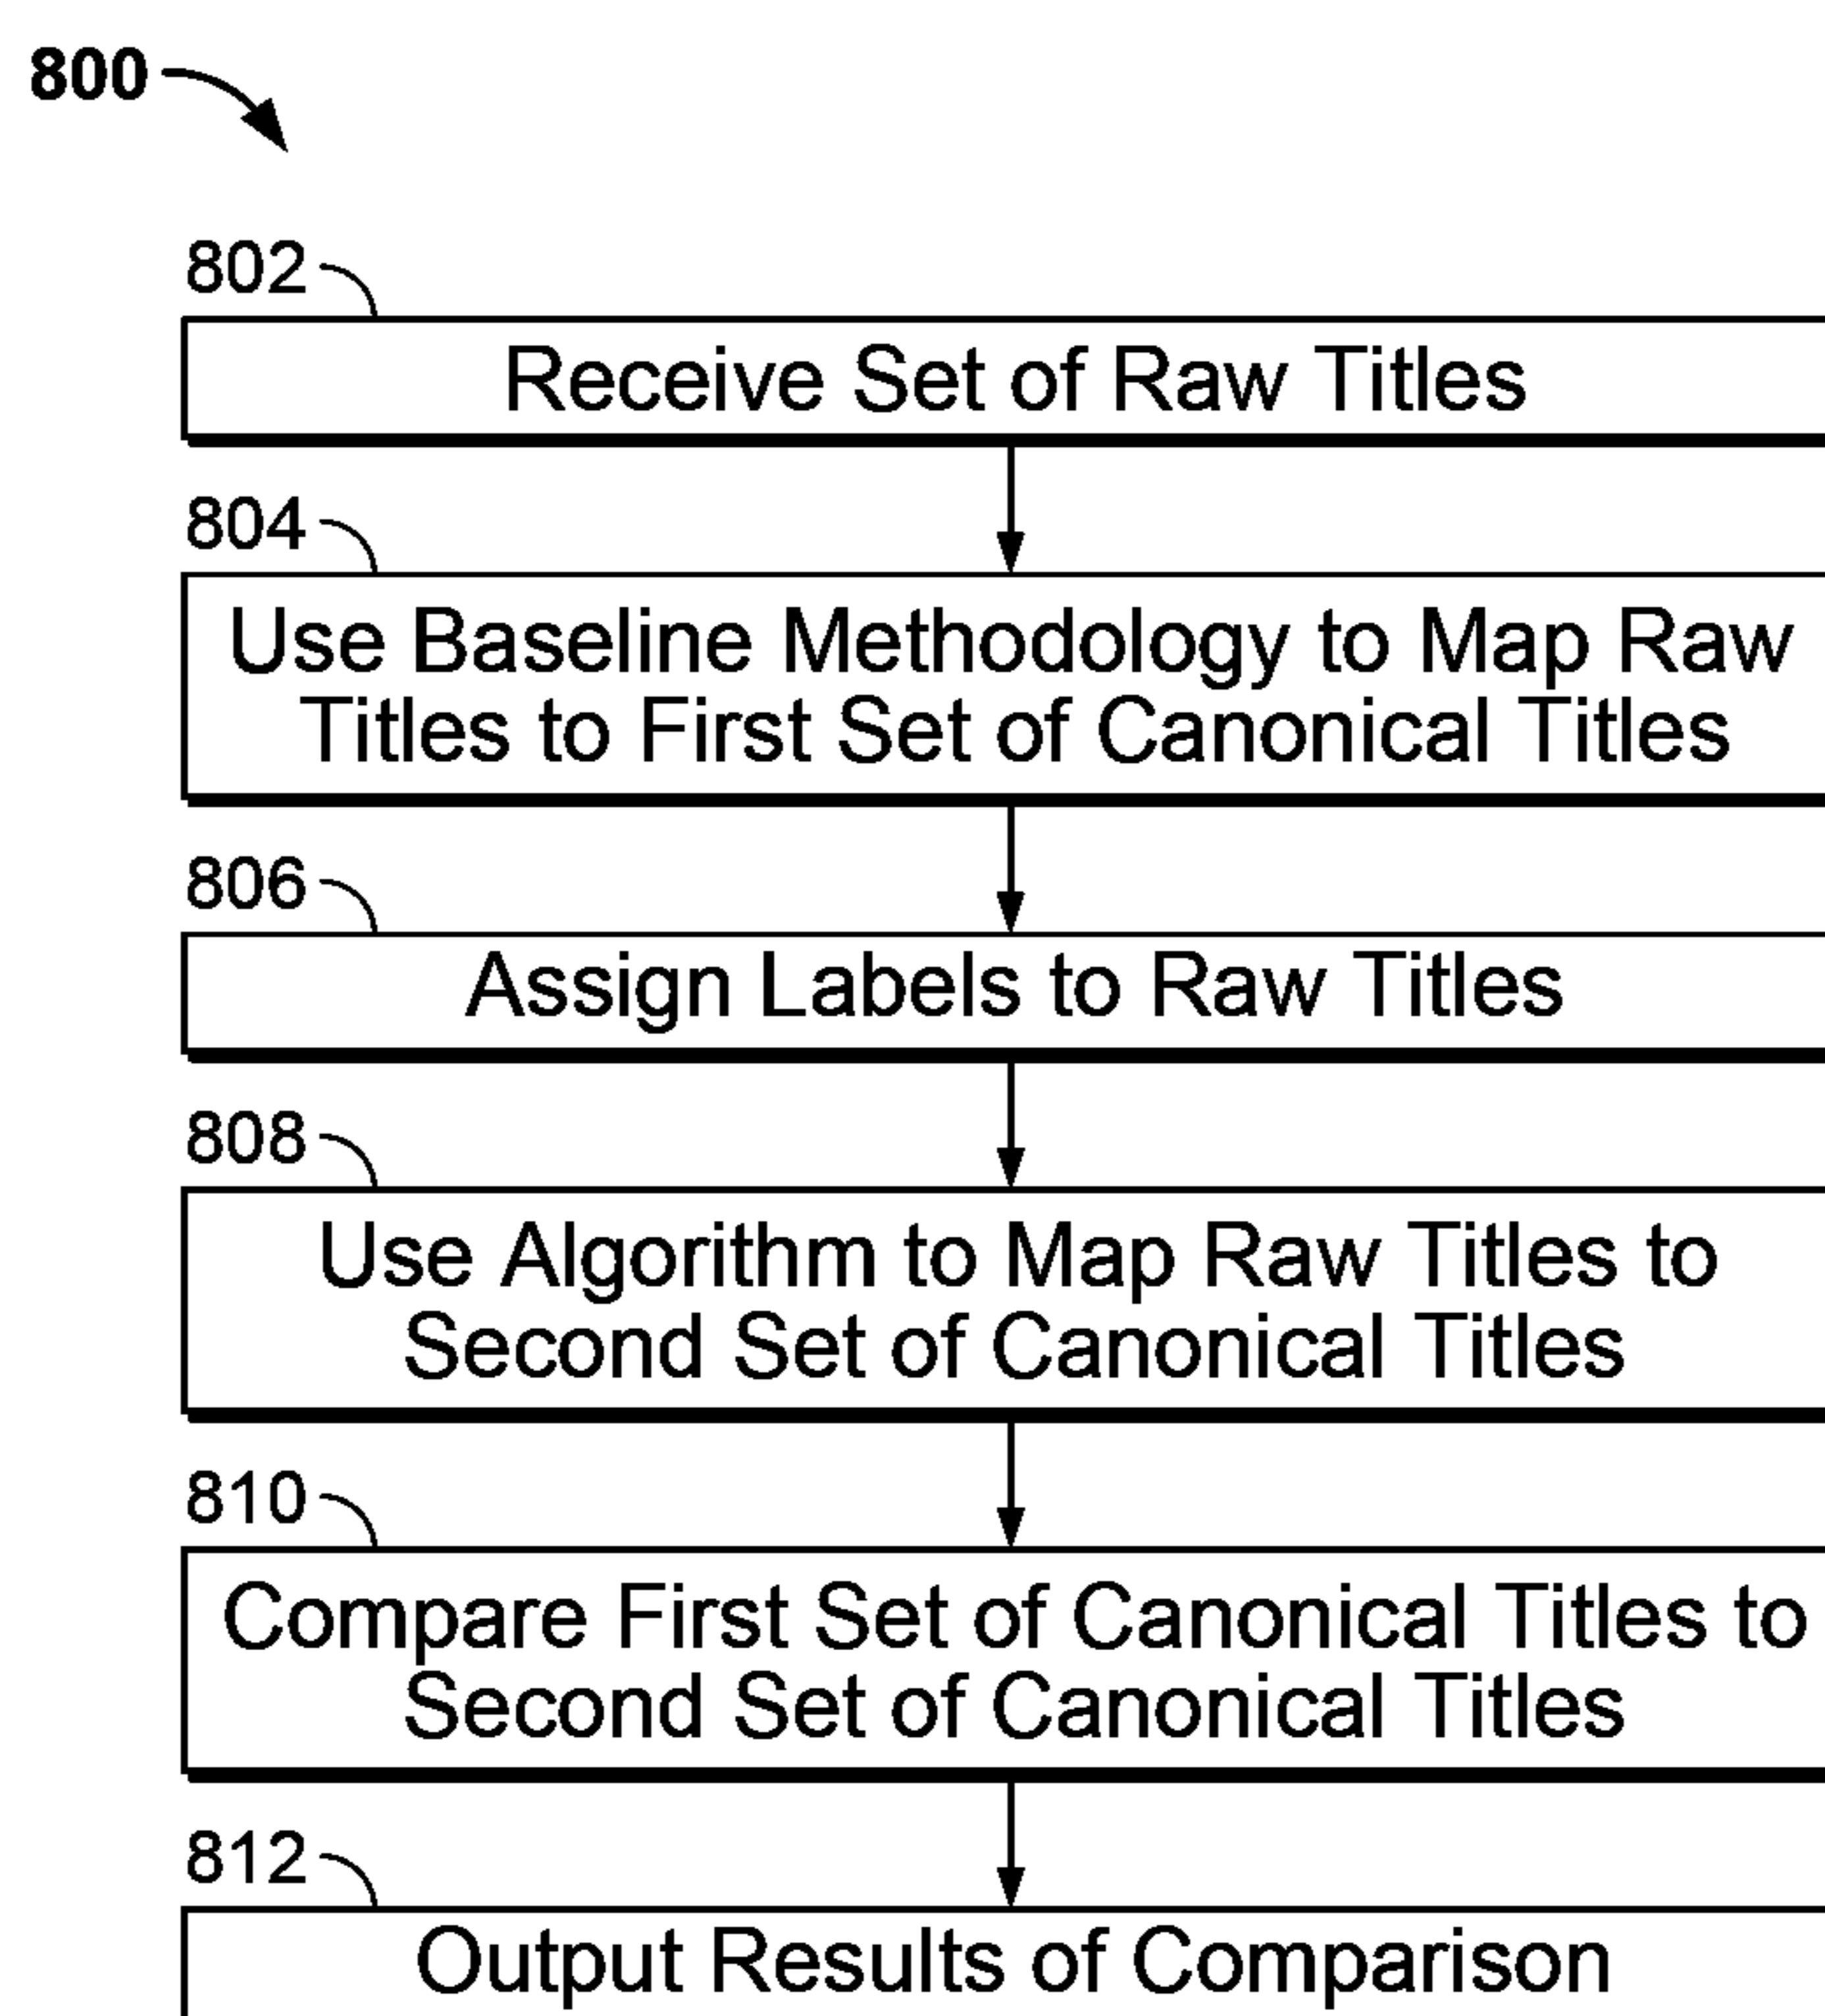 800
802
Receive Set of Raw Titles
804
Use Baseline Methodology to Map Raw
Titles to First Set of Canonical Titles
806
Assign Labels to Raw Titles
808
Use Algorithm to Map Raw Titles to
Second Set of Canonical Titles
810
Compare First Set of Canonical Titles to
Second Set of Canonical Titles
812
Output Results of Comparison